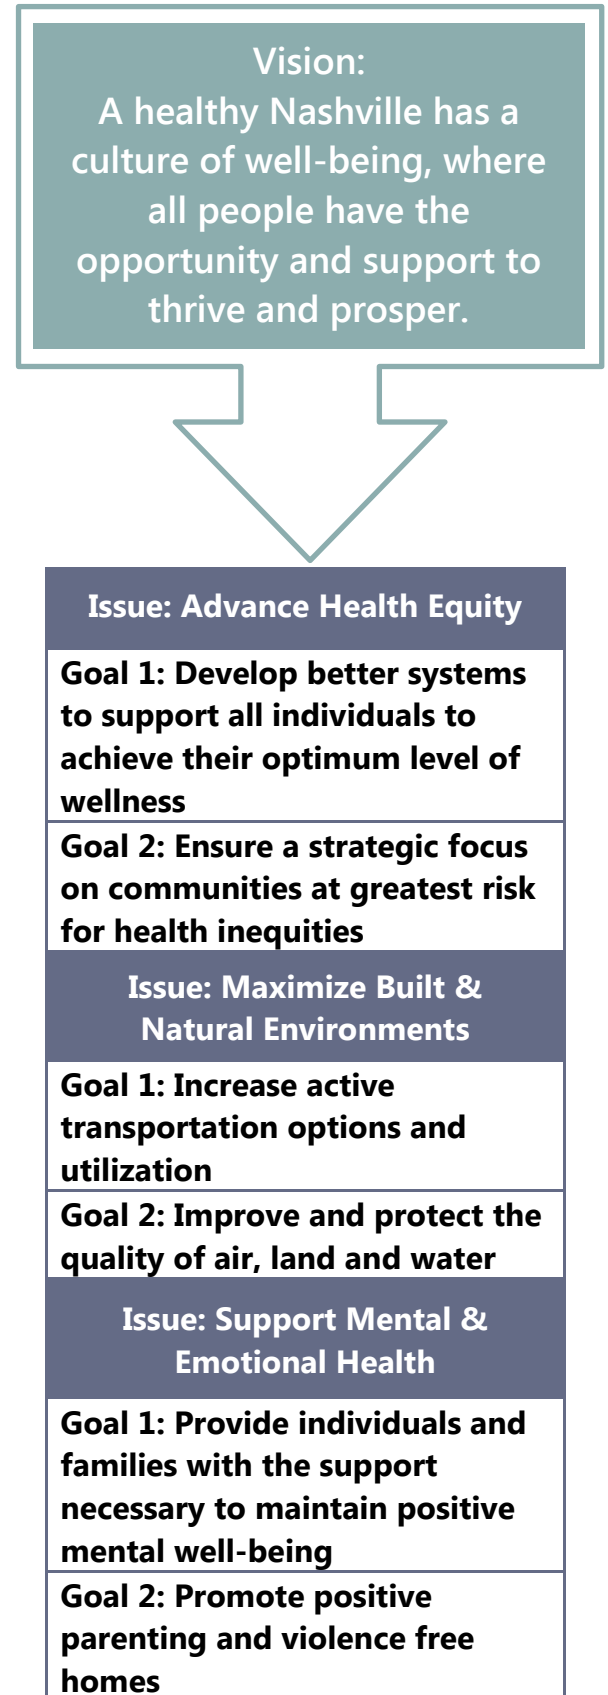 Vision:
A healthy Nashville has a
culture of well-being, where
all people have the
opportunity and support to
thrive and prosper.
Issue: Advance Health Equity
Goal 1: Develop better systems
to support all individuals to
achieve their optimum level of
wellness
Goal 2: Ensure a strategic focus
on communities at greatest risk
for health inequities
Issue: Maximize Built &
Natural Environments
Goal 1: Increase active
transportation options and
utilization
Goal 2: Improve and protect the
quality of air, land and water
Issue: Support Mental &
Emotional Health
Goal 1: Provide individuals and
families with the support
necessary to maintain positive
mental well-being
Goal 2: Promote positive
parenting and violence free
homes